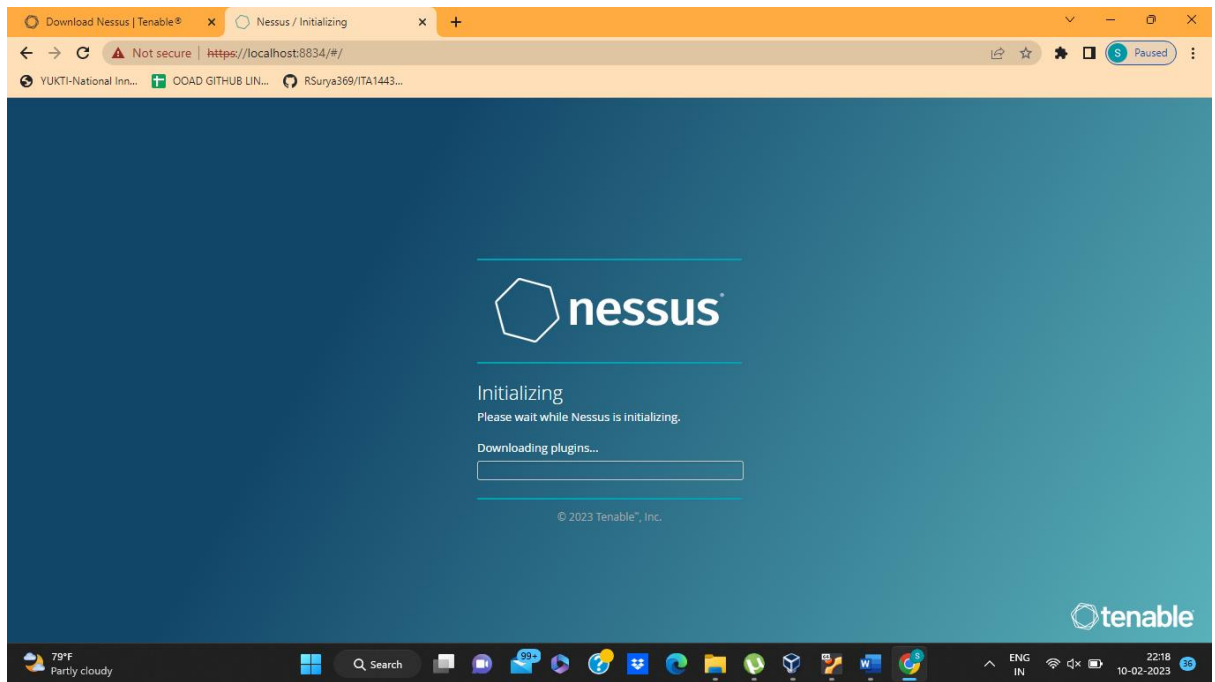 Download Nessus | Tenable®
Nessus / Initializing
Not secure | https://localhost:8834/#/
S Paused
YUKTI-National Inn...
OOAD GITHUB LIN...
RSurya369/ITA1443...
nessus
Initializing
Please wait while Nessus is initializing.
Downloading plugins...
© 2023 Tenable™, Inc.
tenable
79°F
Partly cloudy
Search
99+
S
ENG
IN
22:18
10-02-2023
36